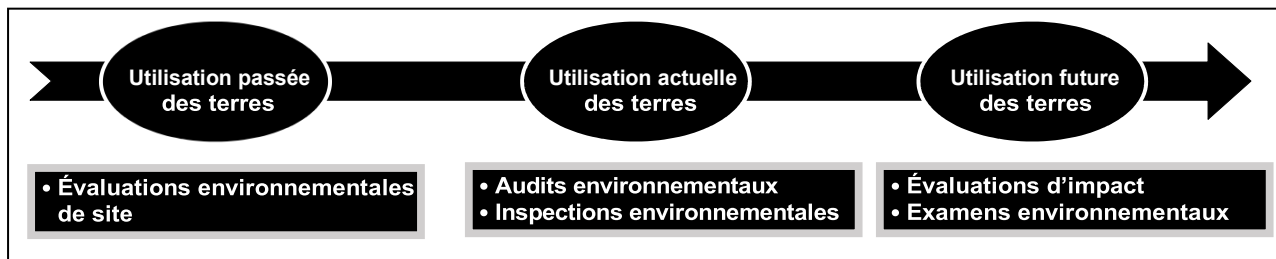 Utilisation passée
des terres
Utilisation actuelle
des terres
Utilisation future
des terres
• Évaluations environnementales
de site
• Audits environnementaux
• Inspections environnementales
• Évaluations d’impact
• Examens environnementaux